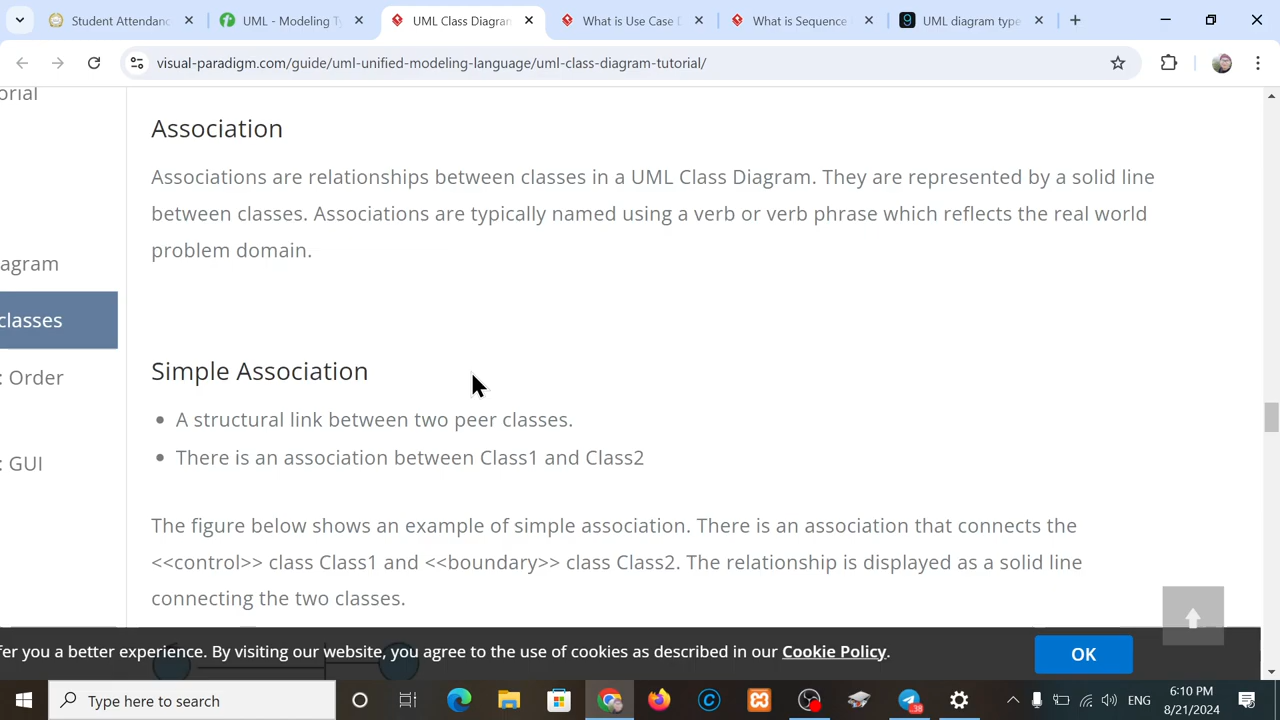 Student Attendanc
UML - Modeling Ty
UML Class Diagran
What is Use Case D
What is Sequence
UML diagram type
visual-paradigm.com/guide/uml-unified-modeling-language/uml-class-diagram-tutorial/
orial
agram
classes
: Order
: GUI
Association
Associations are relationships between classes in a UML Class Diagram. They are represented by a solid line
between classes. Associations are typically named using a verb or verb phrase which reflects the real world
problem domain.
Simple Association
• A structural link between two peer classes.
• There is an association between Class1 and Class2
The figure below shows an example of simple association. There is an association that connects the
<<control>> class Class1 and <<boundary>> class Class2. The relationship is displayed as a solid line
connecting the two classes.
fer you a better experience. By visiting our website, you agree to the use of cookies as described in our Cookie Policy.
OK
Type here to search
38
ENG
6:10 PM
8/21/2024